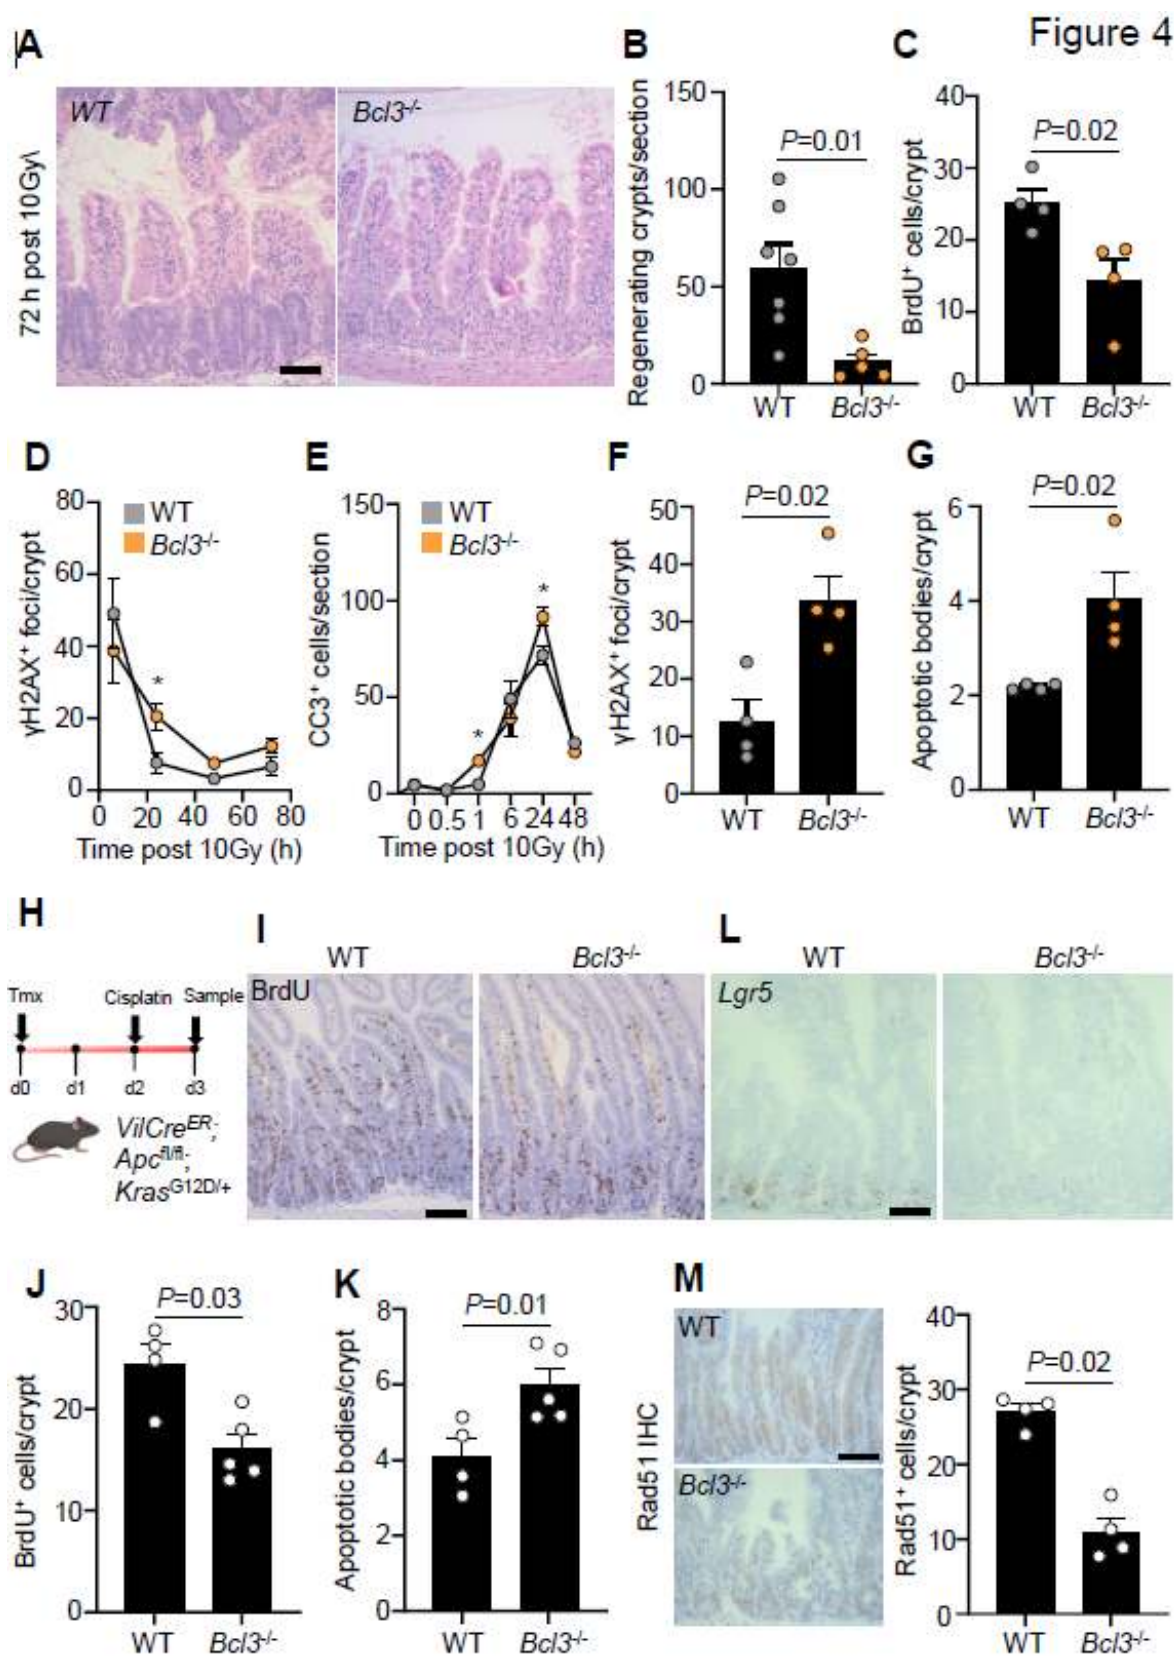 Figure 4
A
WT
Bcl3-/-
72 h post 10Gy\
B
Regenerating crypts/section
150
100
50
0
P=0.01
WT
Bcl3-/-
C
BrdU+ cells/crypt
40
30
20
10
0
P=0.02
WT
Bcl3-/-
D
γH2AX+ foci/crypt
80
60
40
20
0
WT
Bcl3-/-
*
0 20 40 60 80
Time post 10Gy (h)
E
CC3+ cells/section
150
100
50
0
WT
Bcl3-/-
*
*
0 0.5 1 6 24 48
Time post 10Gy (h)
F
γH2AX+ foci/crypt
50
40
30
20
10
0
P=0.02
WT
Bcl3-/-
G
Apoptotic bodies/crypt
6
4
2
0
P=0.02
WT
Bcl3-/-
H
Tmx
Cisplatin
Sample
d0 d1 d2 d3
VilCreER;
Apcfl/fl;
KrasG12D/+
I
WT
Bcl3-/-
BrdU
L
WT
Bcl3-/-
Lgr5
J
BrdU+ cells/crypt
30
20
10
0
P=0.03
WT
Bcl3-/-
K
Apoptotic bodies/crypt
8
6
4
2
0
P=0.01
WT
Bcl3-/-
M
Rad51 IHC
WT
Bcl3-/-
Rad51+ cells/crypt
40
30
20
10
0
P=0.02
WT
Bcl3-/-